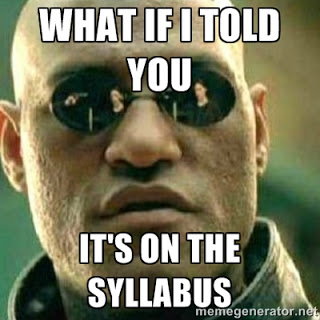 WHAT IF I TOLD
YOU
IT'S ON THE
SYLLABUS
memegenerator.net